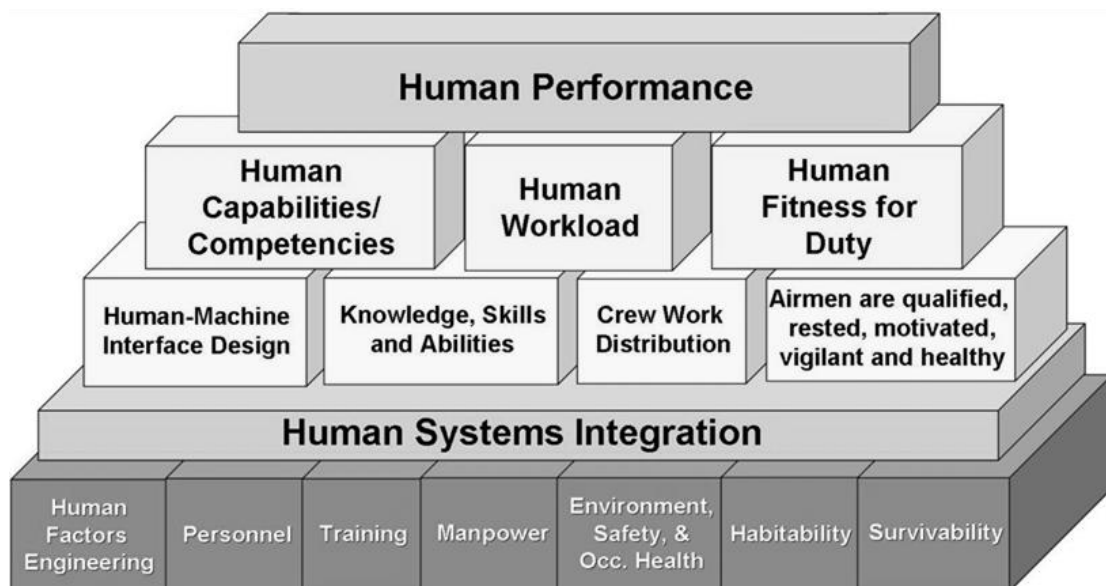 Human Performance
Human
Capabilities/
Competencies
Human
Workload
Human
Fitness for
Duty
Human-Machine
Interface Design
Knowledge, Skills
and Abilities
Crew Work
Distribution
Airmen are qualified,
rested, motivated,
vigilant and healthy
Human Systems Integration
Human
Factors
Engineering
Personnel
Training
Manpower
Environment,
Safety, &
Occ. Health
Habitability
Survivability